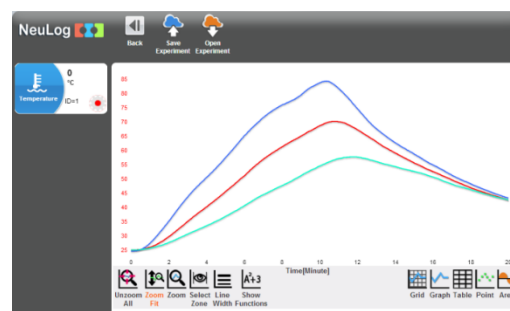 NeuLog
Back
Save
Experiment
Open
Experiment
Temperature
0
°C
ID=1
85
80
75
70
65
60
55
50
45
40
35
30
25
0 2 4 6 8 10 12 14 16 18 20
Time[Minute]
Unzoom
All
Zoom
Fit
Zoom
Select
Zone
Line
Width
A²+3
Show
Functions
Grid
Graph
Table
Point